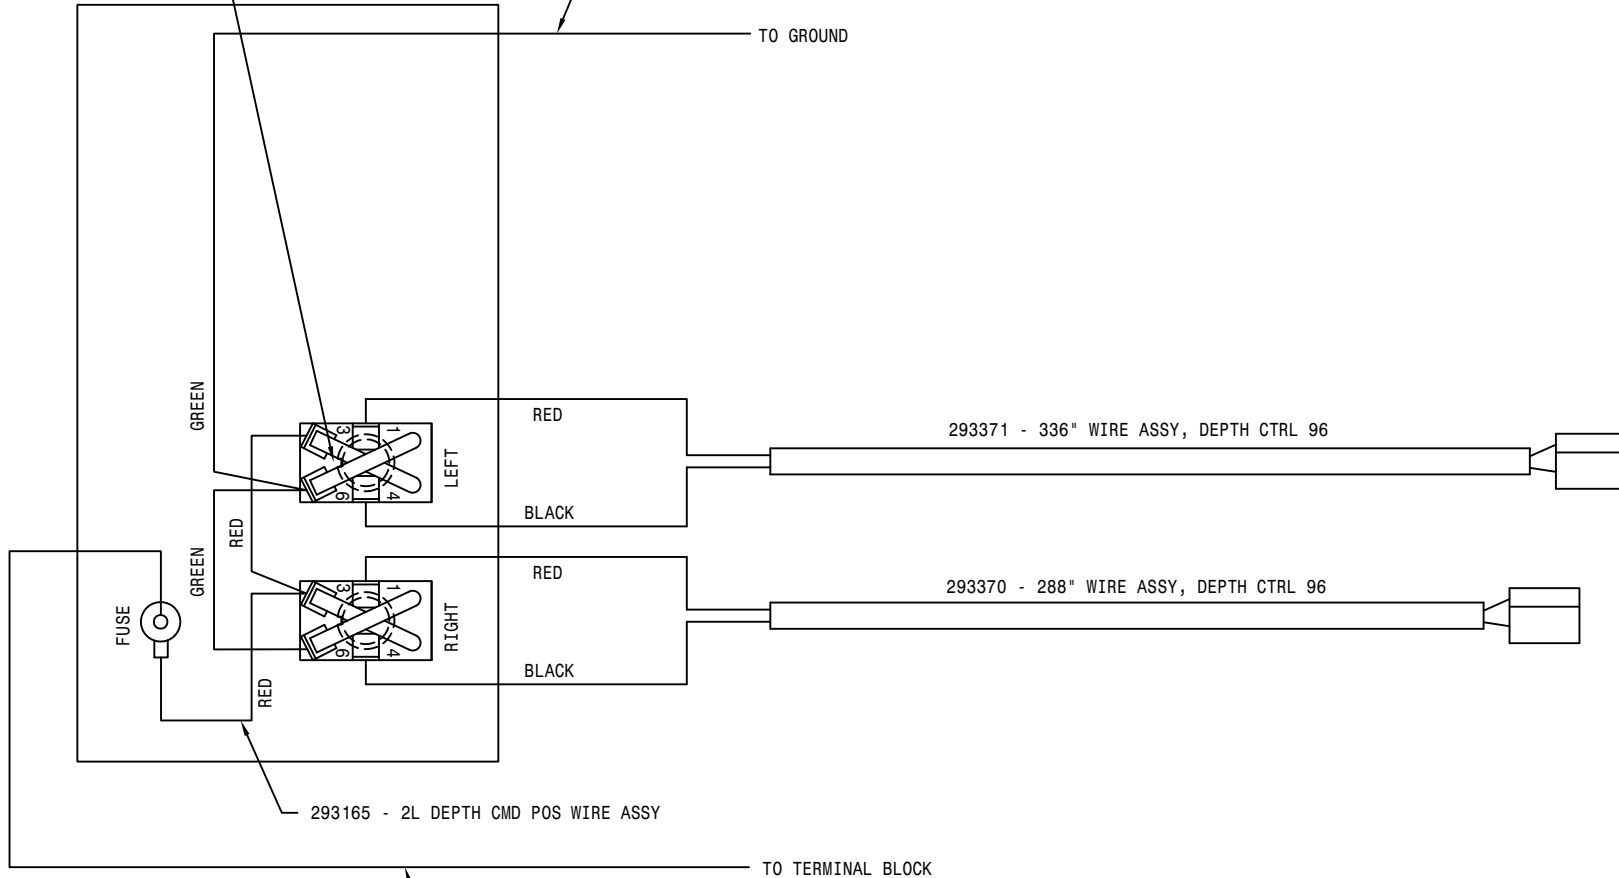 TO GROUND
GREEN
RED
293371 - 336" WIRE ASSY, DEPTH CTRL 96
3 1
LEFT
6 4
BLACK
RED
GREEN
RED
293370 - 288" WIRE ASSY, DEPTH CTRL 96
3 1
FUSE
RIGHT
6 4
BLACK
RED
293165 - 2L DEPTH CMD POS WIRE ASSY
TO TERMINAL BLOCK